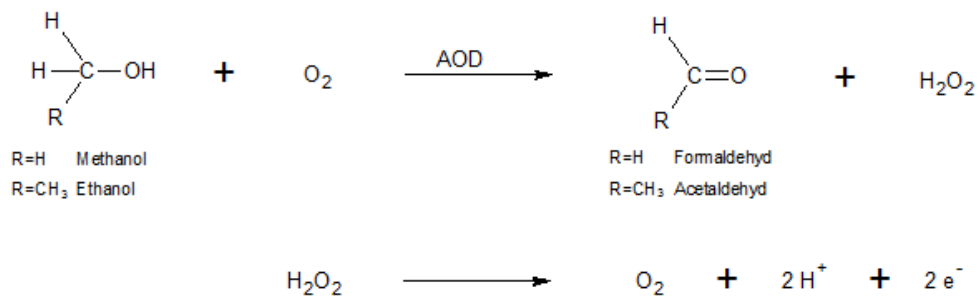 H
H C OH + O₂ AOD H C O + H₂O₂
R R
R=H Methanol R=H Formaldehyd
R=CH₃ Ethanol R=CH₃ Acetaldehyd
H₂O₂ O₂ + 2 H⁺ + 2 e⁻